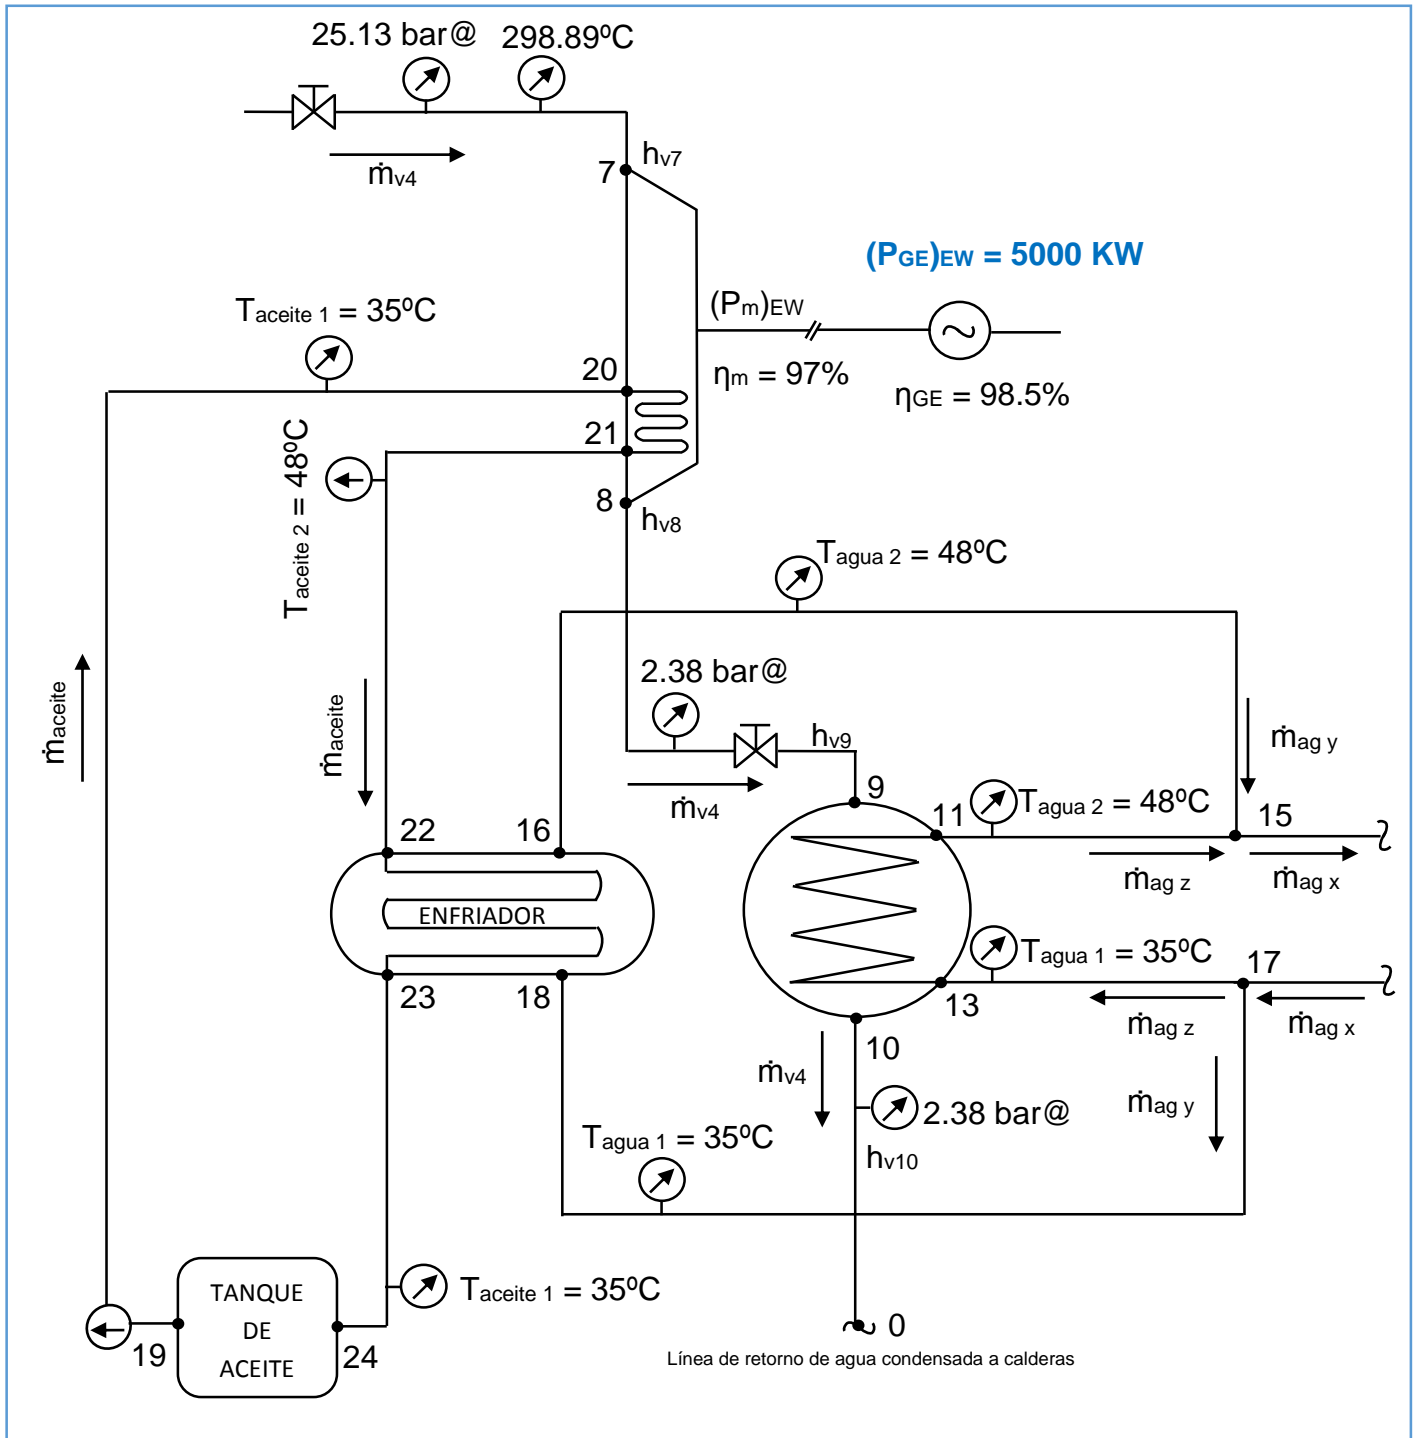 25.13 bar@
298.89ºC
ṁv4
7
hv7
(PGE)EW = 5000 KW
(Pm)EW
ηm = 97%
ηGE = 98.5%
Taceite 1 = 35ºC
20
21
Taceite 2 = 48ºC
8
hv8
Tagua 2 = 48ºC
ṁaceite
ṁaceite
2.38 bar@
hv9
ṁv4
9
ṁag y
11
Tagua 2 = 48ºC
15
ṁag z
ṁag x
22
16
ENFRIADOR
23
18
Tagua 1 = 35ºC
17
13
ṁag z
ṁag x
10
ṁv4
2.38 bar@
ṁag y
hv10
Tagua 1 = 35ºC
TANQUE
DE
ACEITE
19
24
Taceite 1 = 35ºC
0
Línea de retorno de agua condensada a calderas